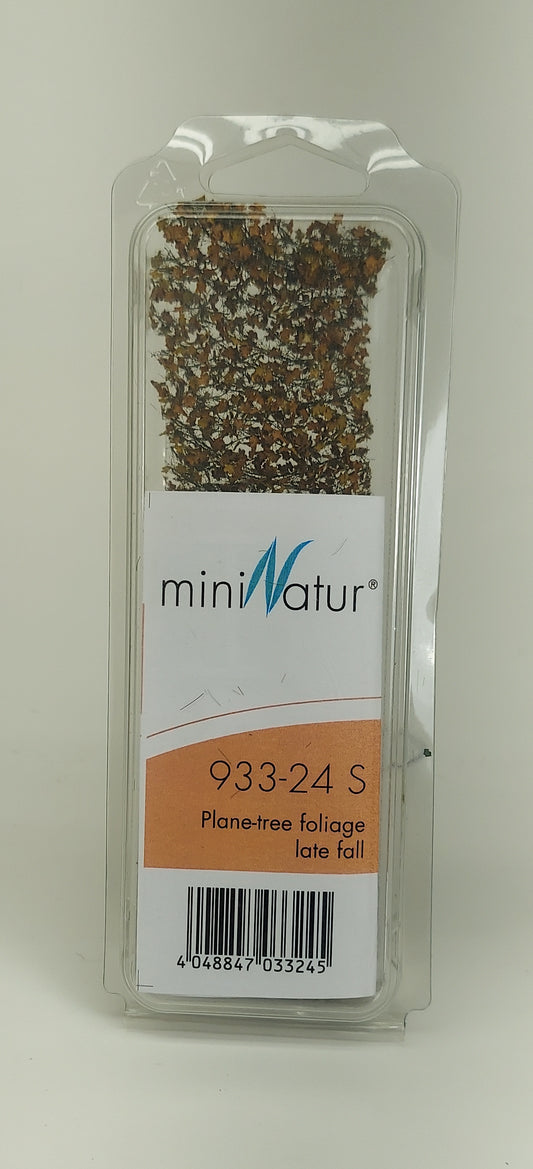 miniNatur®
933-24 S
Plane-tree foliage
late fall
4 048847 033245